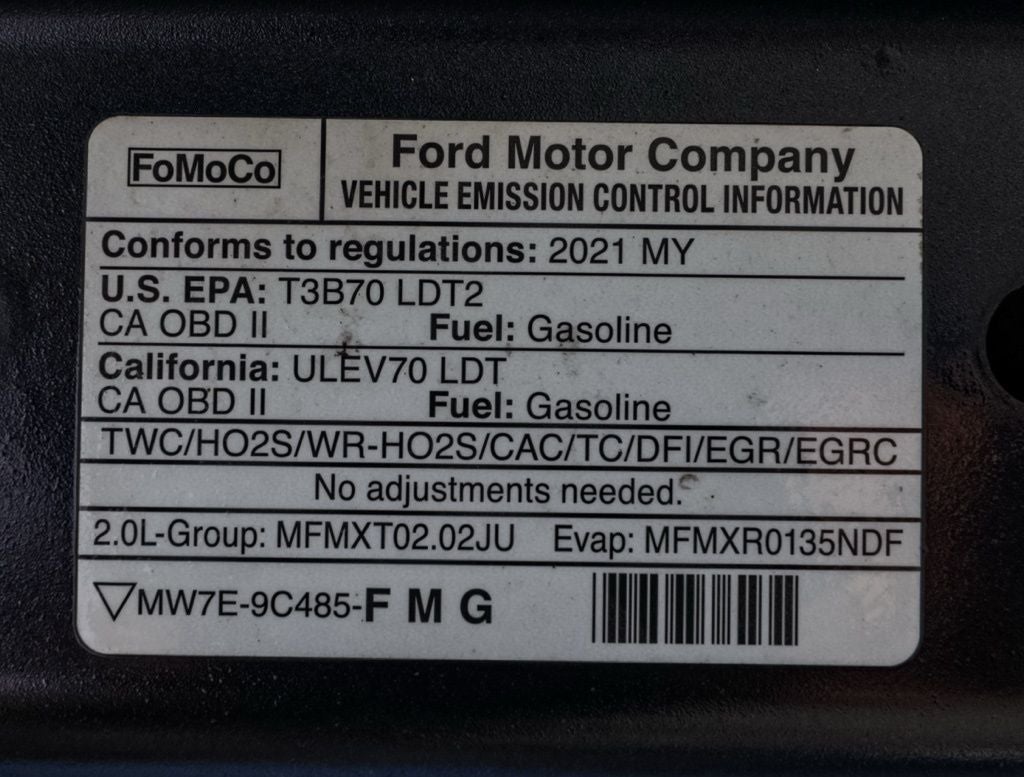 FoMoCo
Ford Motor Company
VEHICLE EMISSION CONTROL INFORMATION
Conforms to regulations: 2021 MY
U.S. EPA: T3B70 LDT2
CA OBD II Fuel: Gasoline
California: ULEV70 LDT
CA OBD II Fuel: Gasoline
TWC/HO2S/WR-HO2S/CAC/TC/DFI/EGR/EGRC
No adjustments needed.
2.0L-Group: MFMXT02.02JU Evap: MFMXR0135NDF
MW7E-9C485-F M G